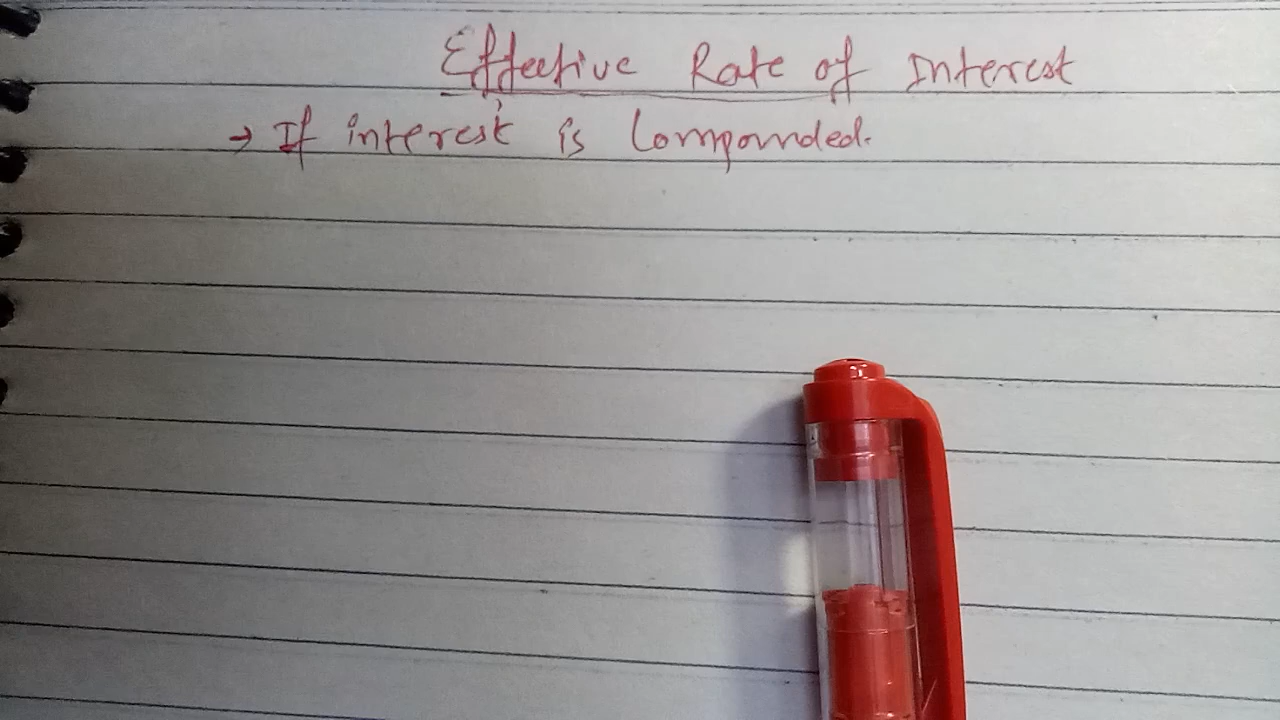 Effective Rate of Interest
→ If interest is Compounded.